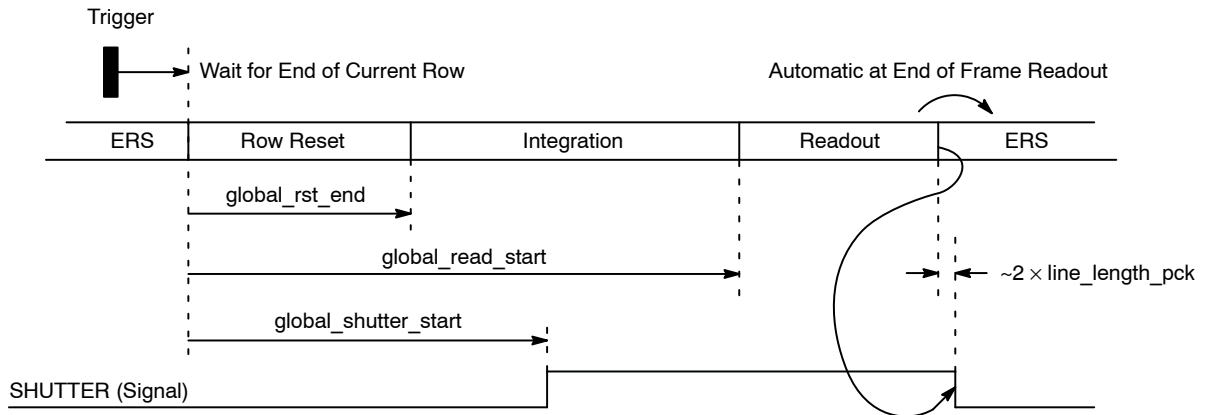 Trigger
Wait for End of Current Row
Automatic at End of Frame Readout
ERS
Row Reset
Integration
Readout
ERS
global_rst_end
global_read_start
~2 × line_length_pck
global_shutter_start
SHUTTER (Signal)